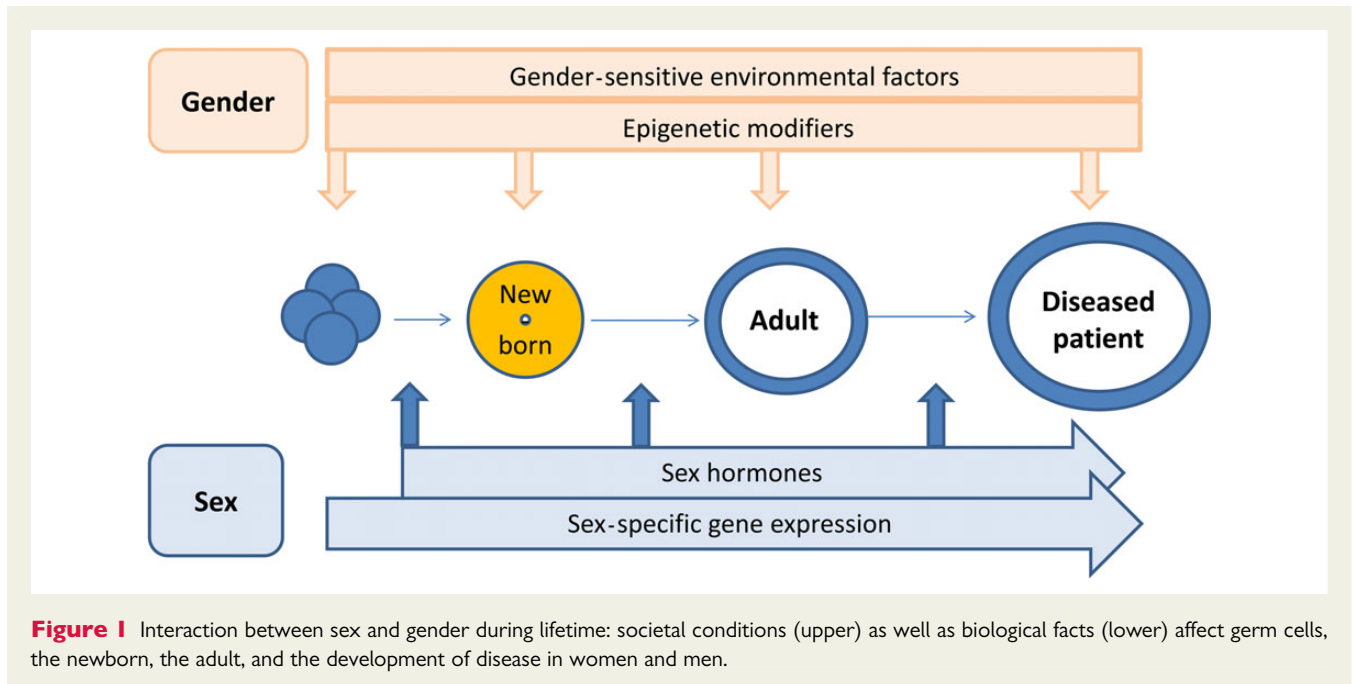 Gender
Gender-sensitive environmental factors
Epigenetic modifiers
New
born
Adult
Diseased
patient
Sex
Sex hormones
Sex-specific gene expression
Figure 1 Interaction between sex and gender during lifetime: societal conditions (upper) as well as biological facts (lower) affect germ cells,
the newborn, the adult, and the development of disease in women and men.